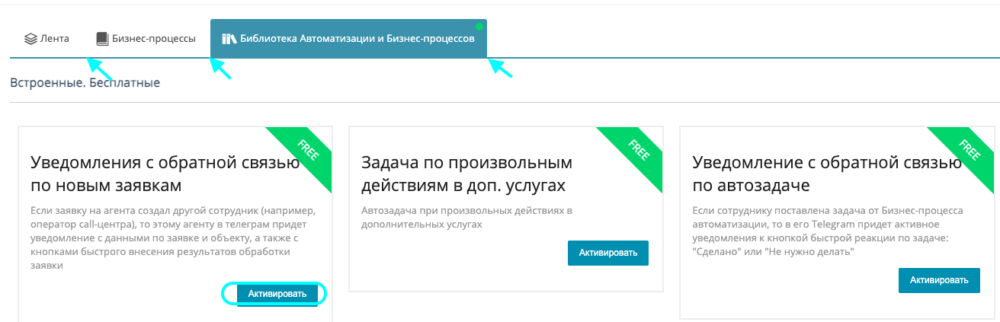 Лента
Бизнес-процессы
Библиотека Автоматизации и Бизнес-процессов
Встроенные. Бесплатные
FREE
Уведомления с обратной связью
по новым заявкам
Если заявку на агента создал другой сотрудник (например,
оператор call-центра), то этому агенту в телеграм придет
уведомление с данными по заявке и объекту, а также с
кнопками быстрого внесения результатов обработки
заявки
Активировать
FREE
Задача по произвольным
действиям в доп. услугах
Автозадача при произвольных действиях в
дополнительных услугах
Активировать
FREE
Уведомление с обратной связью
по автозадаче
Если сотруднику поставлена задача от Бизнес-процесса
автоматизации, то в его Telegram придет активное
уведомления к кнопкой быстрой реакции по задаче:
"Сделано" или "Не нужно делать"
Активировать